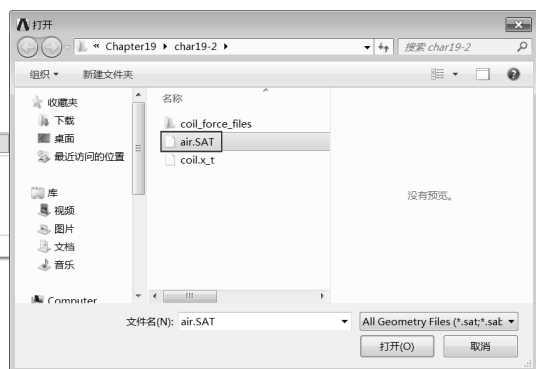 打开
« Chapter19 ▸ char19-2 ▸
搜索 char19-2
组织 ▾ 新建文件夹
收藏夹
下载
桌面
最近访问的位置
库
视频
图片
文档
音乐
Computer
名称
coil_force_files
air.SAT
coil.x_t
没有预览。
文件名(N): air.SAT
All Geometry Files (*.sat;*.sat
打开(O) 取消